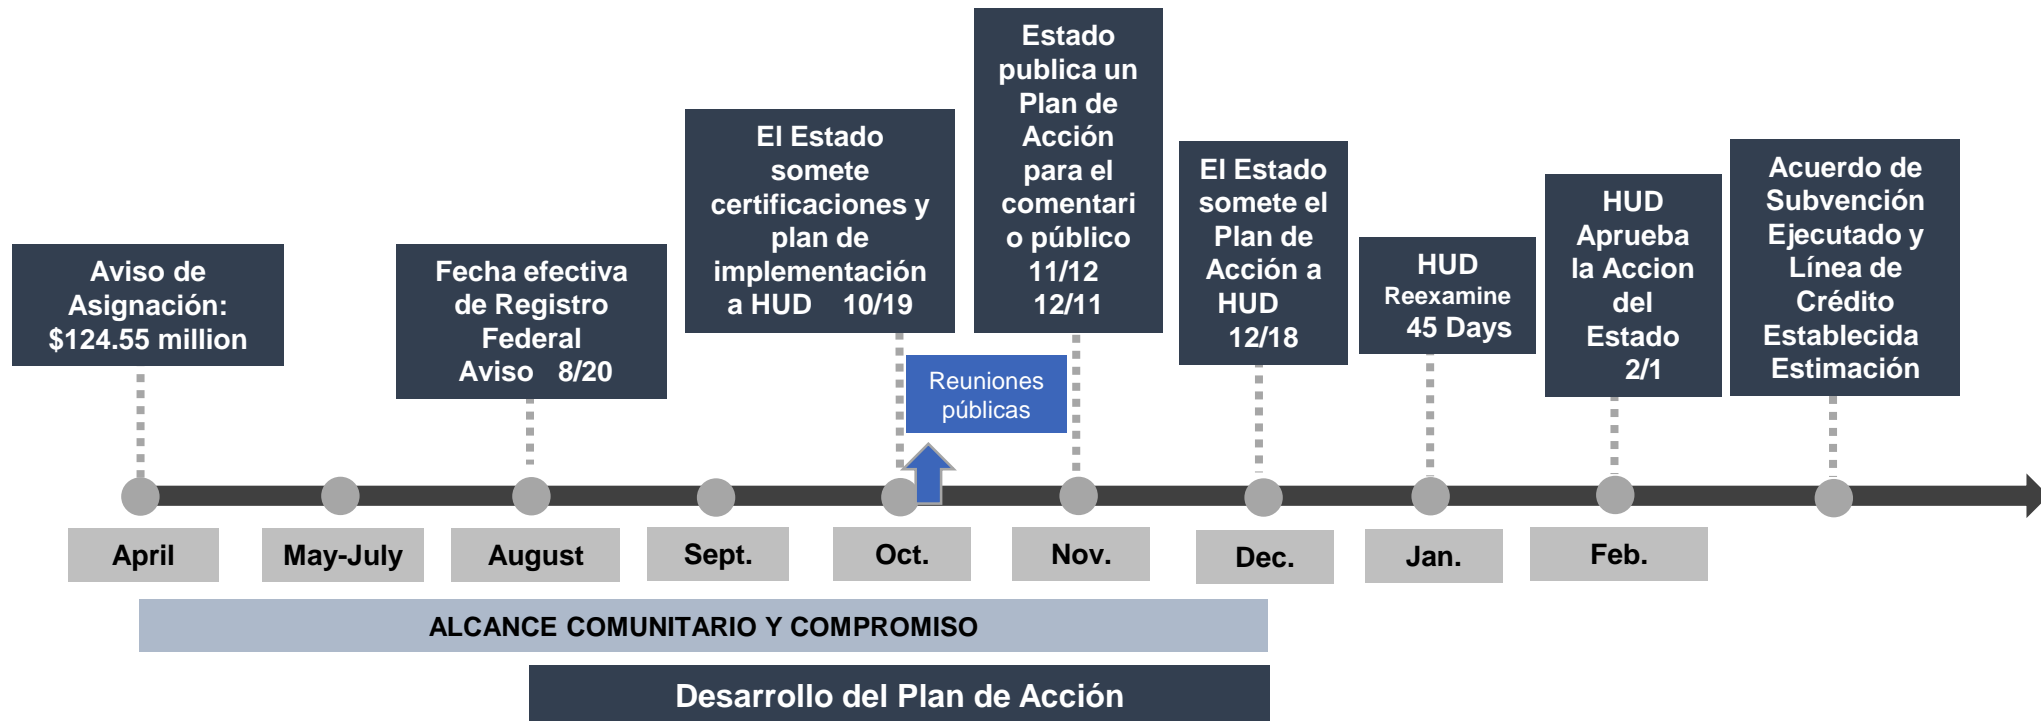 Aviso de
Asignación:
$124.55 million
Fecha efectiva
de Registro
Federal
Aviso 8/20
El Estado
somete
certificaciones y
plan de
implementación
a HUD 10/19
Estado
publica un
Plan de
Acción
para el
comentari
o público
11/12
12/11
El Estado
somete el
Plan de
Acción a
HUD
12/18
HUD
Reexamine
45 Days
HUD
Aprueba
la Accion
del
Estado
2/1
Acuerdo de
Subvención
Ejecutado y
Línea de
Crédito
Establecida
Estimación
Reuniones
públicas
April
May-July
August
Sept.
Oct.
Nov.
Dec.
Jan.
Feb.
ALCANCE COMUNITARIO Y COMPROMISO
Desarrollo del Plan de Acción